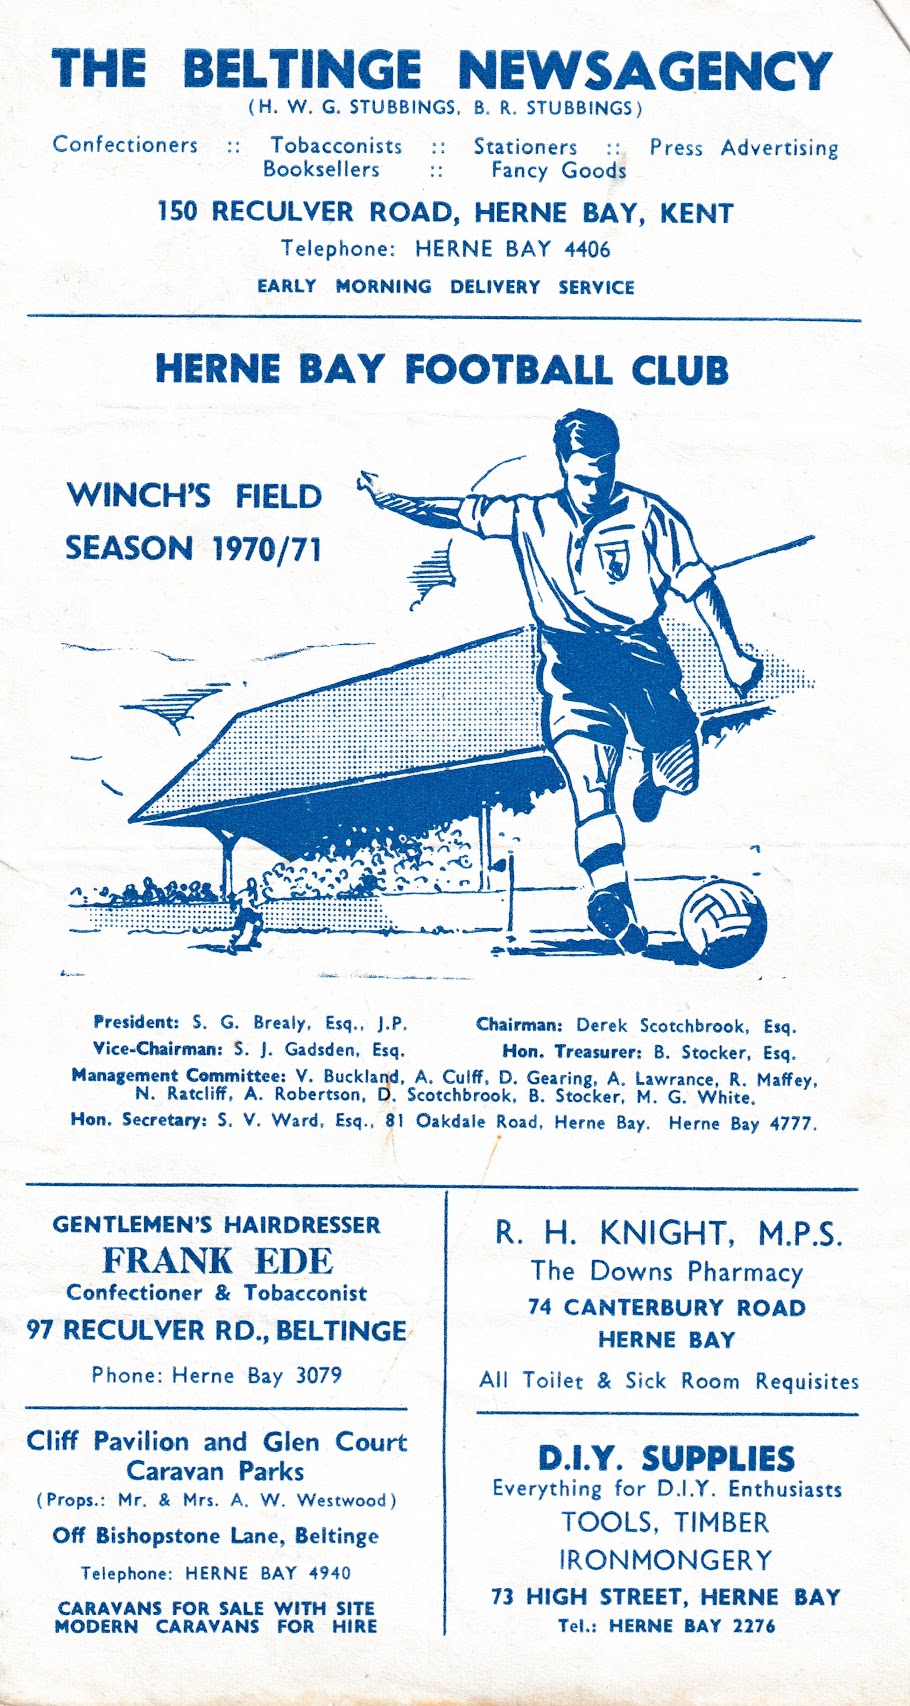 THE BELTINGE NEWSAGENCY
(H. W. G. STUBBINGS, B. R. STUBBINGS)
Confectioners :: Tobacconists :: Stationers :: Press Advertising
Booksellers :: Fancy Goods
150 RECULVER ROAD, HERNE BAY, KENT
Telephone: HERNE BAY 4406
EARLY MORNING DELIVERY SERVICE
HERNE BAY FOOTBALL CLUB
WINCH'S FIELD
SEASON 1970/71
President: S. G. Brealy, Esq., J.P.
Chairman: Derek Scotchbrook, Esq.
Vice-Chairman: S. J. Gadsden, Esq.
Hon. Treasurer: B. Stocker, Esq.
Management Committee: V. Buckland, A. Culff, D. Gearing, A. Lawrance, R. Maffey,
N. Ratcliff, A. Robertson, D. Scotchbrook, B. Stocker, M. G. White.
Hon. Secretary: S. V. Ward, Esq., 81 Oakdale Road, Herne Bay. Herne Bay 4777.
GENTLEMEN'S HAIRDRESSER
FRANK EDE
Confectioner & Tobacconist
97 RECULVER RD., BELTINGE
Phone: Herne Bay 3079
Cliff Pavilion and Glen Court
Caravan Parks
(Props.: Mr. & Mrs. A. W. Westwood)
Off Bishopstone Lane, Beltinge
Telephone: HERNE BAY 4940
CARAVANS FOR SALE WITH SITE
MODERN CARAVANS FOR HIRE
R. H. KNIGHT, M.P.S.
The Downs Pharmacy
74 CANTERBURY ROAD
HERNE BAY
All Toilet & Sick Room Requisites
D.I.Y. SUPPLIES
Everything for D.I.Y. Enthusiasts
TOOLS, TIMBER
IRONMONGERY
73 HIGH STREET, HERNE BAY
Tel.: HERNE BAY 2276